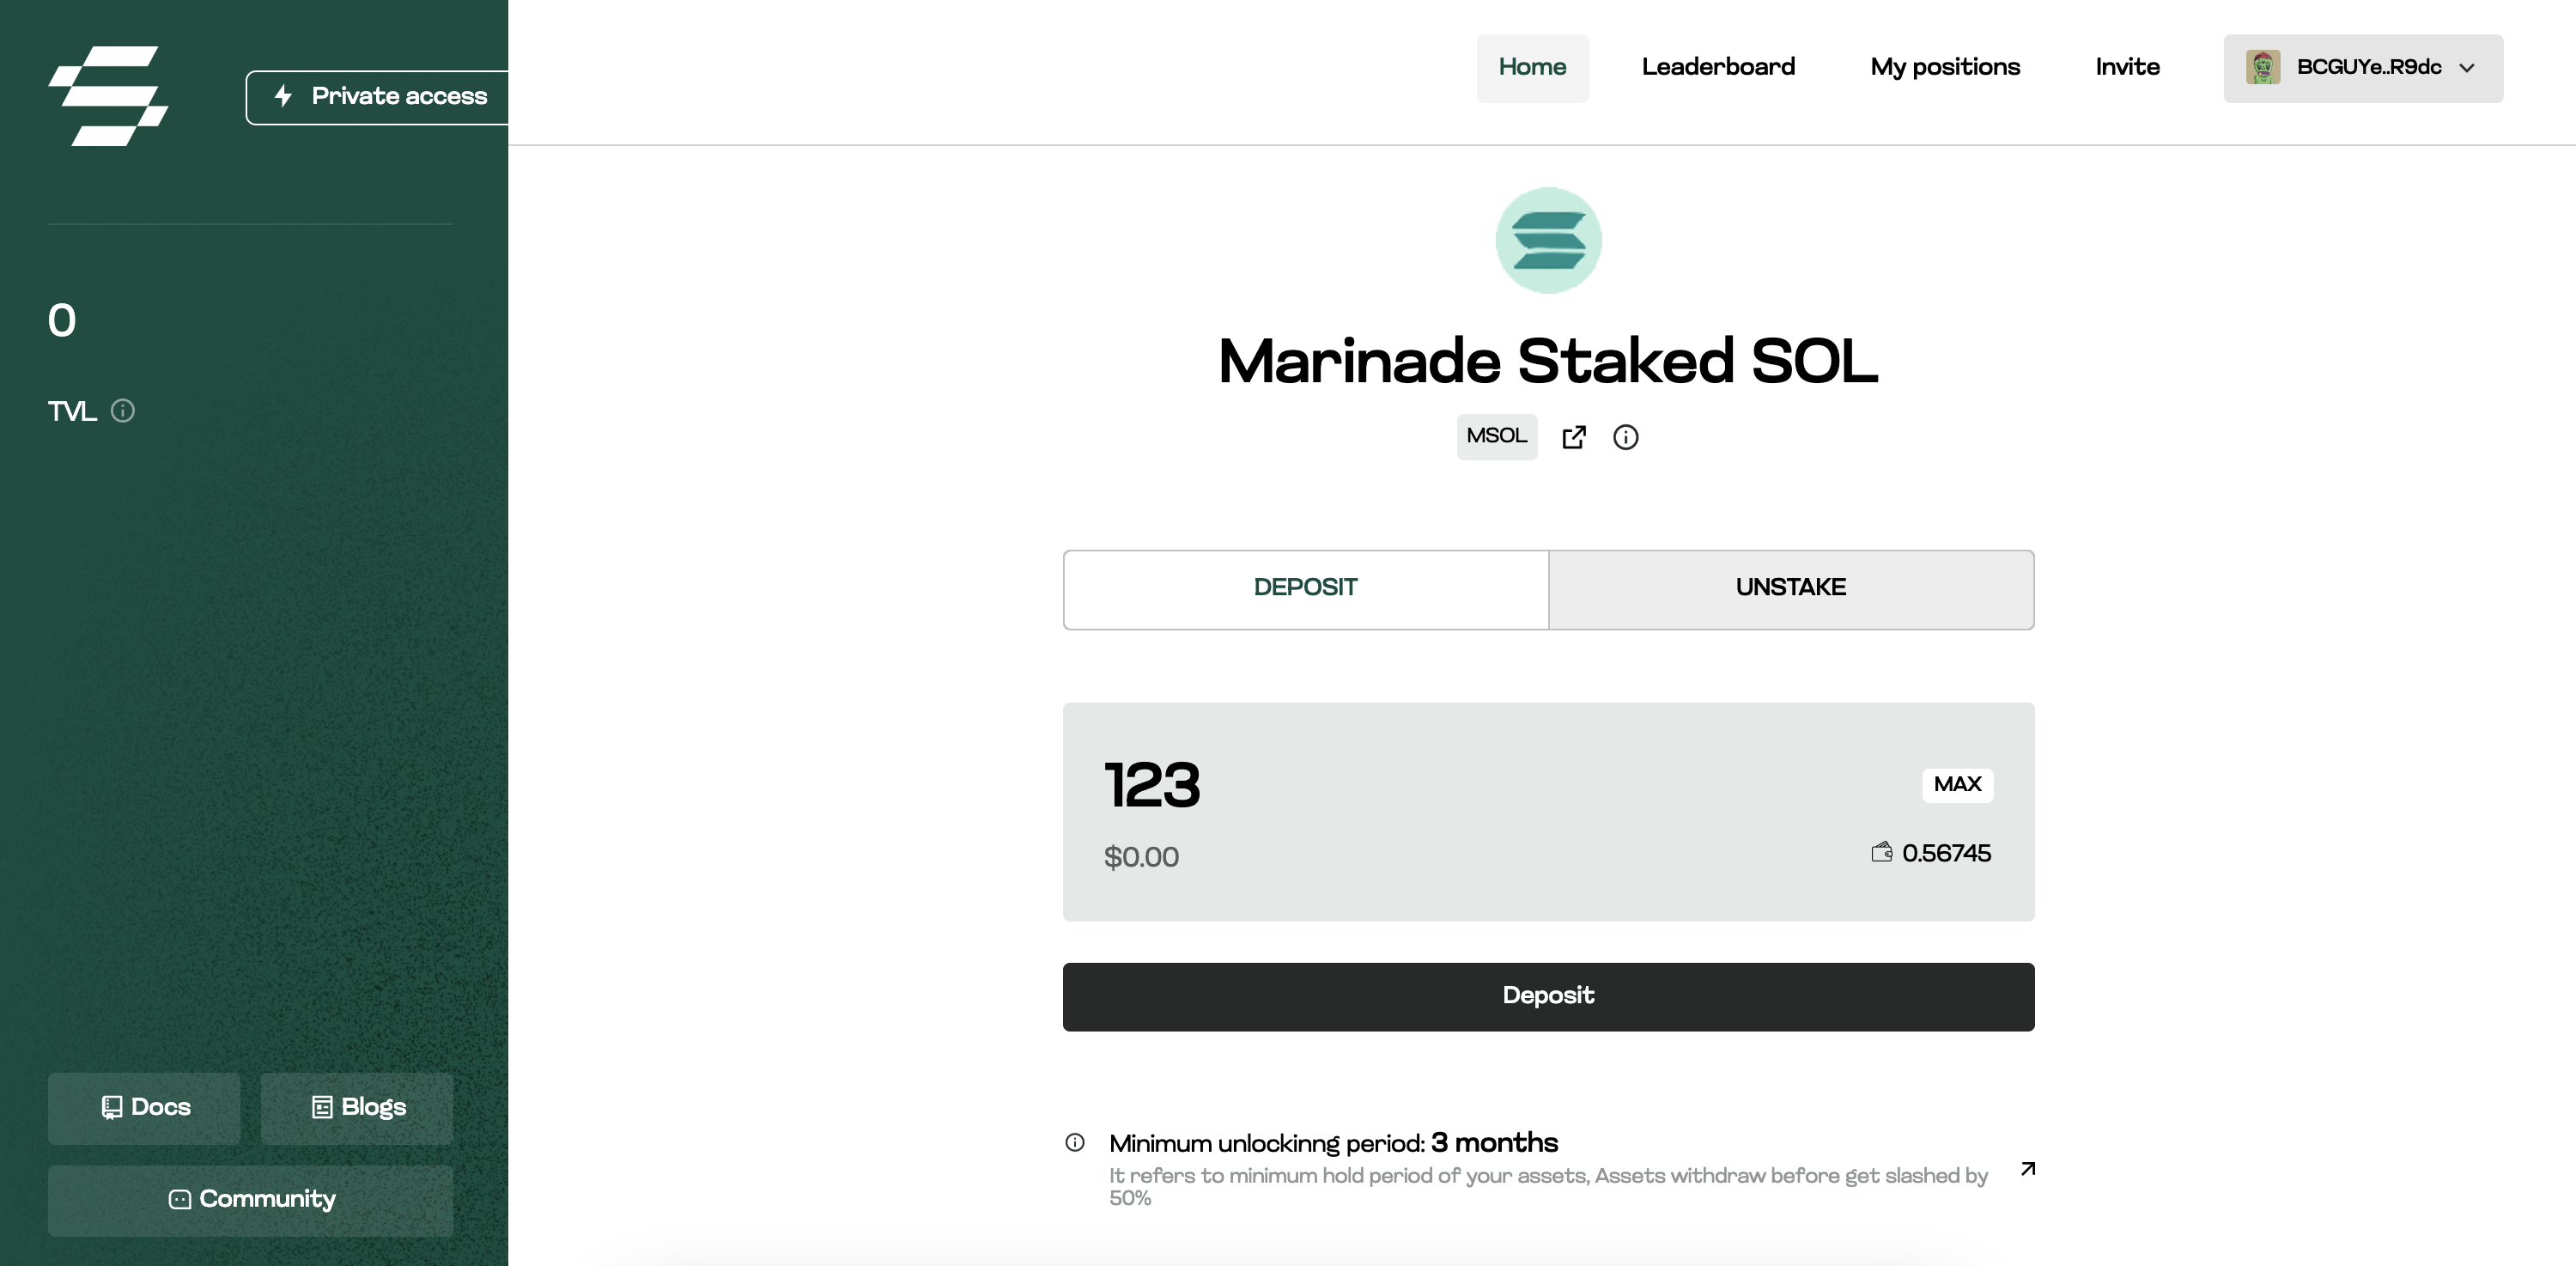 Private access
Home
Leaderboard
My positions
Invite
BCGUYe..R9dc
0
TVL
Marinade Staked SOL
MSOL
DEPOSIT
UNSTAKE
123
MAX
$0.00
0.56745
Deposit
Docs
Blogs
Community
Minimum unlockinng period: 3 months
It refers to minimum hold period of your assets, Assets withdraw before get slashed by
50%